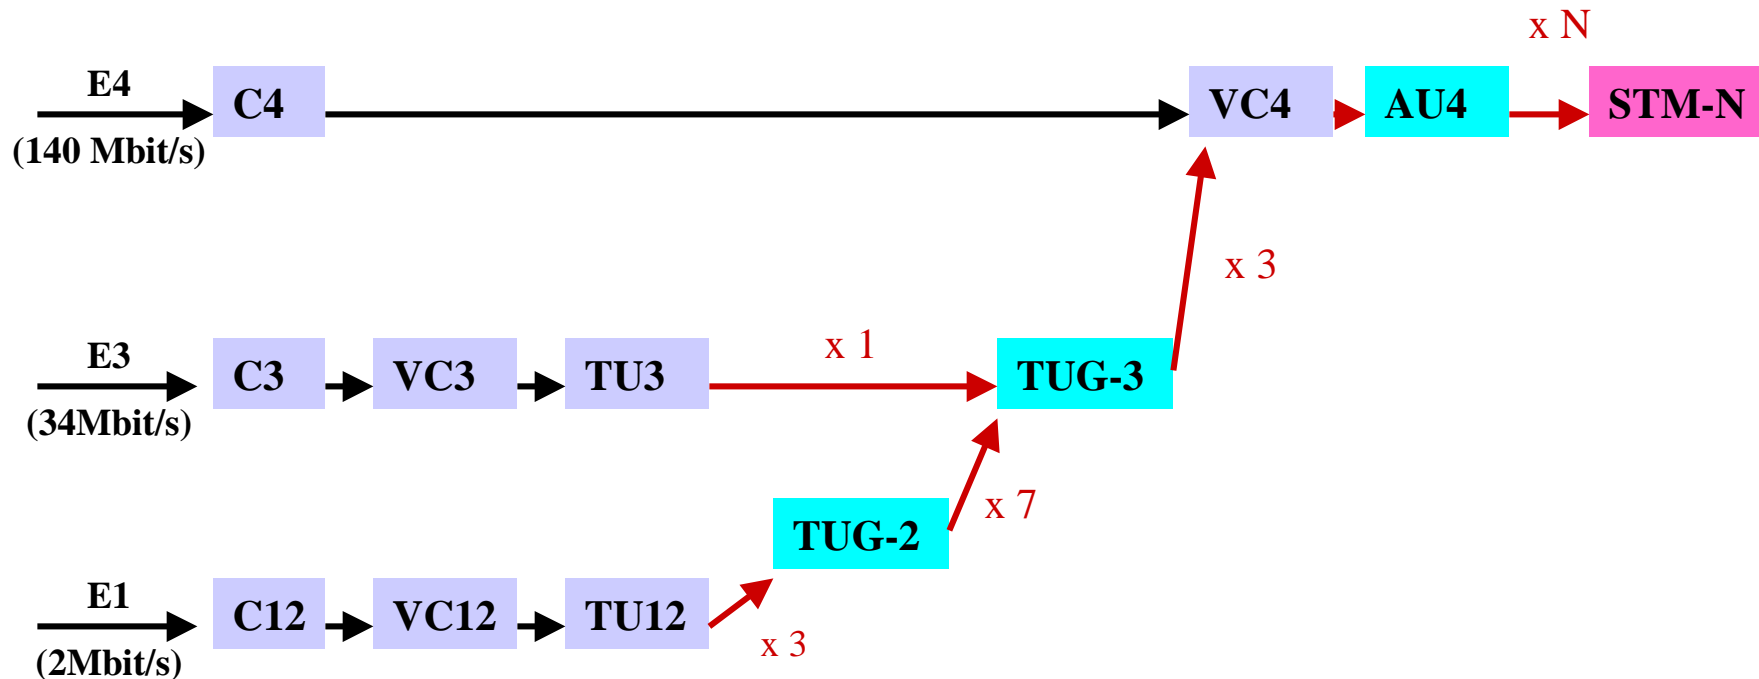 x N
E4
C4
VC4
AU4
STM-N
(140 Mbit/s)
x 3
E3
x 1
C3
VC3
TU3
TUG-3
(34Mbit/s)
x 7
TUG-2
E1
C12
VC12
TU12
x 3
(2Mbit/s)